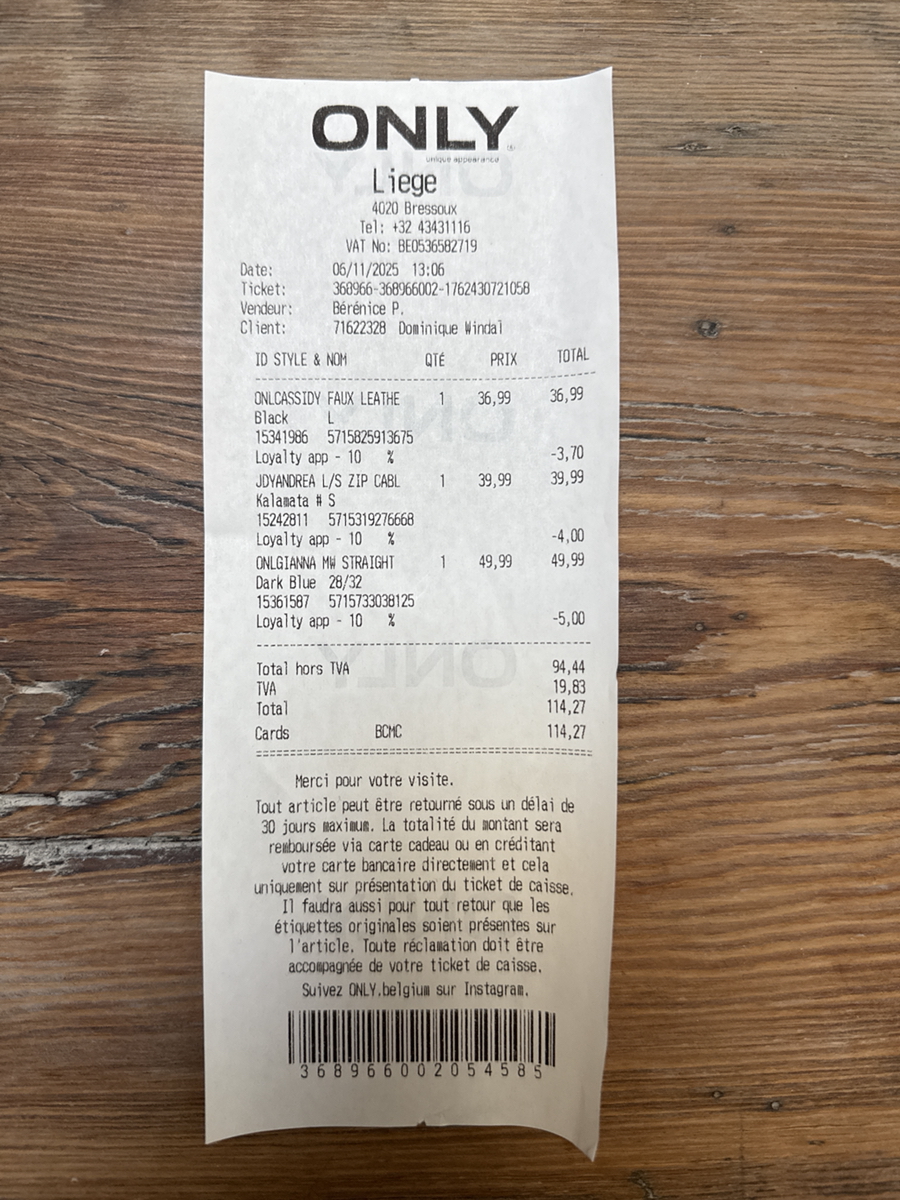 ONLY
unique appearance
Liege
4020 Bressoux
Tel: +32 43431116
VAT No: BE0536582719
Date: 06/11/2025 13:06
Ticket: 368966-368966002-1762430721058
Vendeur: Bérénice P.
Client: 71622328 Dominique Windal
ID STYLE & NOM QTÉ PRIX TOTAL
ONLCASSIDY FAUX LEATHE 1 36,99 36,99
Black L
15341986 5715825913675
Loyalty app - 10 % -3,70
JDYANDREA L/S ZIP CABL 1 39,99 39,99
Kalamata # S
15242811 5715319276668
Loyalty app - 10 % -4,00
ONLGIANNA MW STRAIGHT 1 49,99 49,99
Dark Blue 28/32
15361587 5715733038125
Loyalty app - 10 % -5,00
Total hors TVA 94,44
TVA 19,83
Total 114,27
Cards BCMC 114,27
Merci pour votre visite.
Tout article peut être retourné sous un délai de
30 jours maximum. La totalité du montant sera
remboursée via carte cadeau ou en créditant
votre carte bancaire directement et cela
uniquement sur présentation du ticket de caisse.
Il faudra aussi pour tout retour que les
étiquettes originales soient présentes sur
l'article. Toute réclamation doit être
accompagnée de votre ticket de caisse.
Suivez ONLY.belgium sur Instagram.
368966002054585